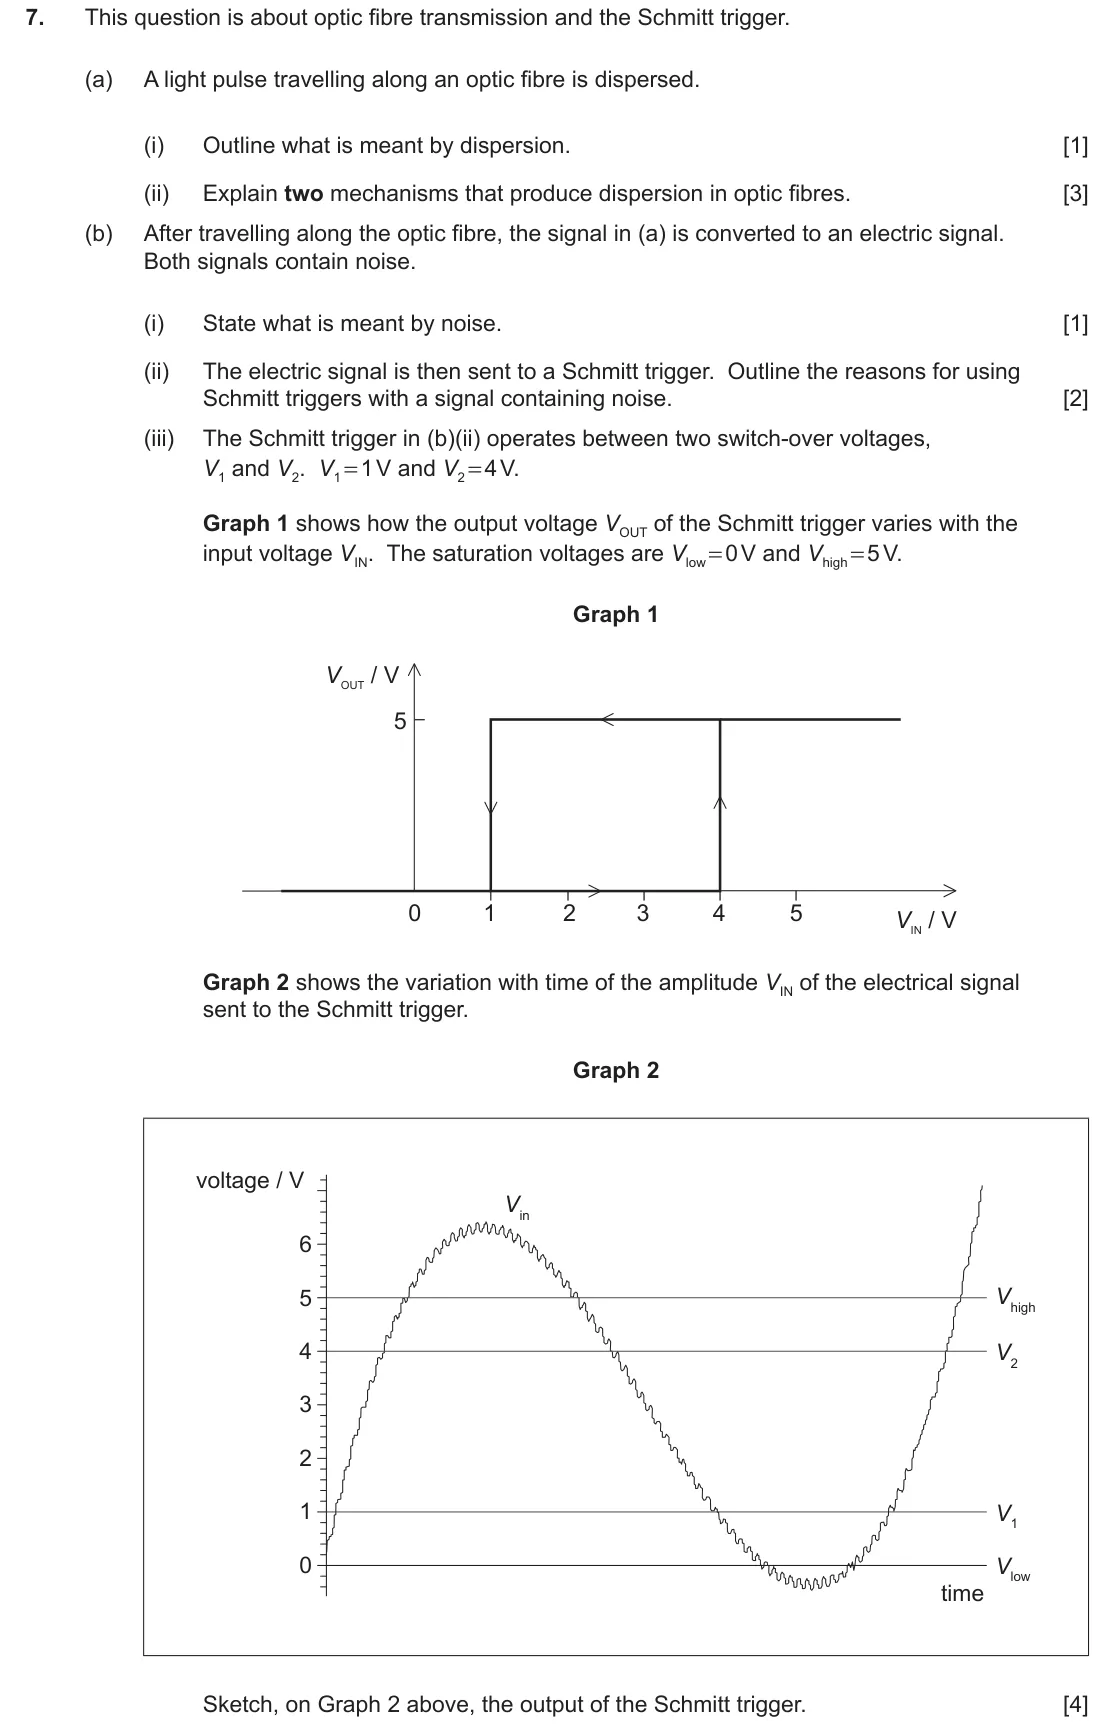 7. This question is about optic fibre transmission and the Schmitt trigger.
(a) A light pulse travelling along an optic fibre is dispersed.
(i) Outline what is meant by dispersion. [1]
(ii) Explain two mechanisms that produce dispersion in optic fibres. [3]
(b) After travelling along the optic fibre, the signal in (a) is converted to an electric signal.
Both signals contain noise.
(i) State what is meant by noise. [1]
(ii) The electric signal is then sent to a Schmitt trigger. Outline the reasons for using
Schmitt triggers with a signal containing noise. [2]
(iii) The Schmitt trigger in (b)(ii) operates between two switch-over voltages,
V1 and V2. V1=1V and V2=4V.
Graph 1 shows how the output voltage VOUT of the Schmitt trigger varies with the
input voltage VIN. The saturation voltages are Vlow=0V and Vhigh=5V.
Graph 1
VOUT / V
5
0 1 2 3 4 5
VIN / V
Graph 2 shows the variation with time of the amplitude VIN of the electrical signal
sent to the Schmitt trigger.
Graph 2
voltage / V
Vin
6
5 Vhigh
4 V2
3
2
1 V1
0 Vlow
time
Sketch, on Graph 2 above, the output of the Schmitt trigger. [4]